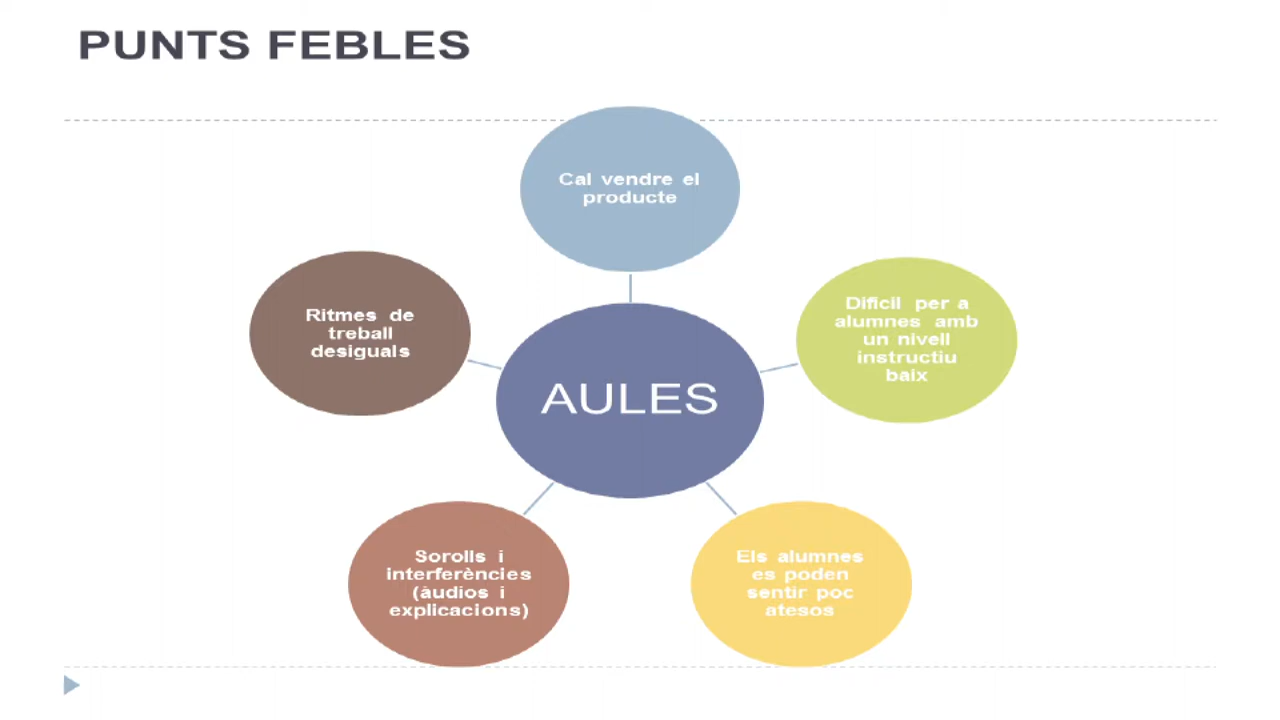 PUNTS FEBLES
Cal vendre el
producte
Ritmes de
treball
desiguals
Dificil per a
alumnes amb
un nivell
instructiu
baix
AULES
Sorolls i
interferències
(àudios i
explicacions)
Els alumnes
es poden
sentir poc
atesos